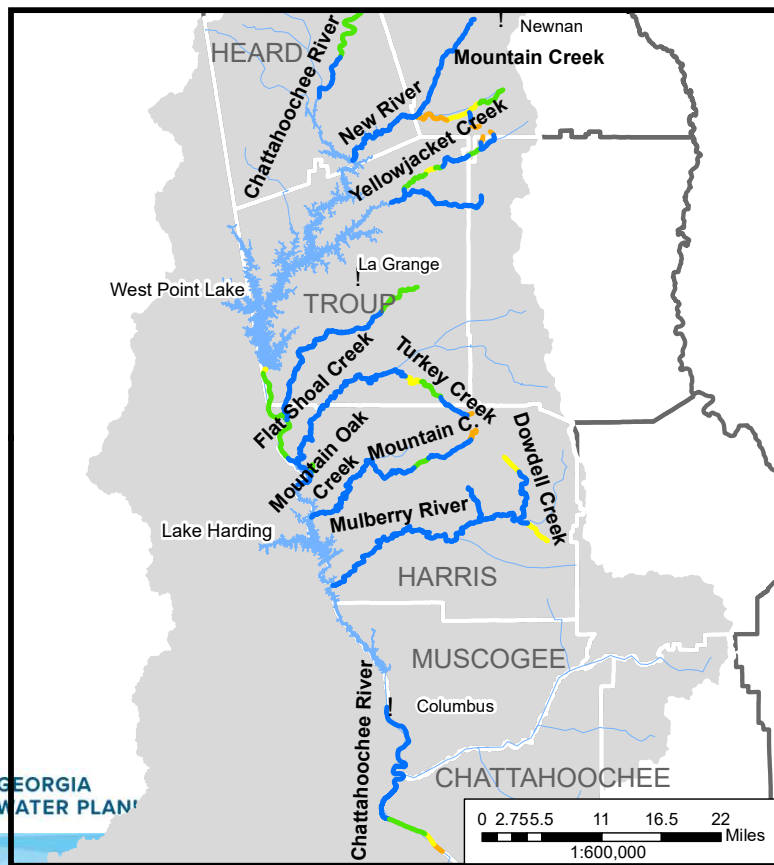 Newnan
HEARD
Mountain Creek
Chattahoochee River
New River
Yellowjacket Creek
La Grange
West Point Lake
TROUP
Flat Shoal Creek
Turkey Creek
Mountain Oak
Creek
Mountain C.
Dowdell Creek
Mulberry River
Lake Harding
HARRIS
MUSCOGEE
Columbus
Chattahoochee River
CHATTAHOOCHEE
GEORGIA
WATER PLAN
0 2.75 5.5 11 16.5 22
Miles
1:600,000